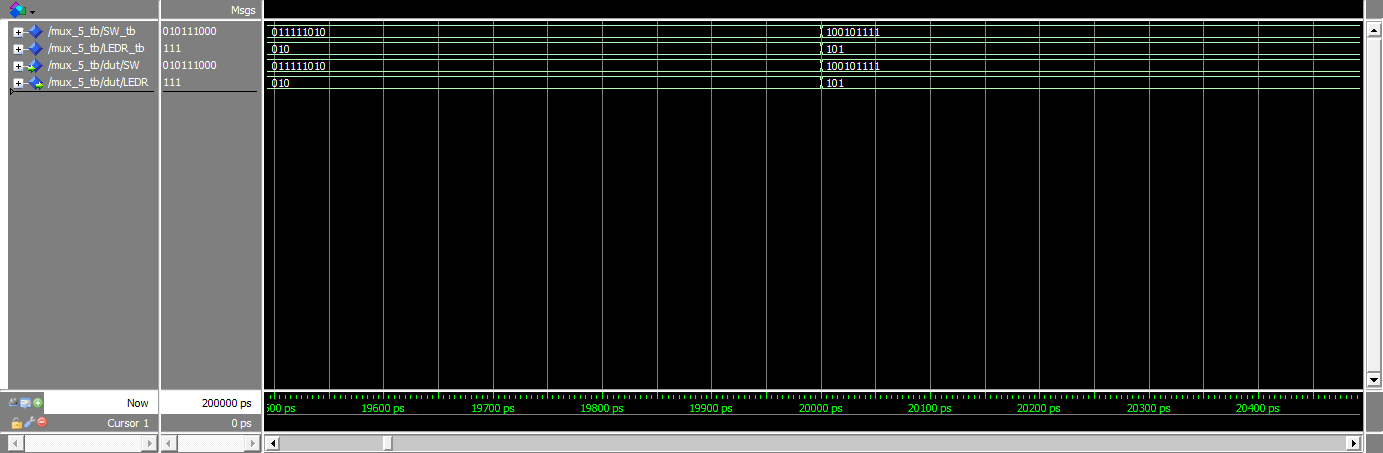 Msgs
/mux_5_tb/SW_tb 010111000 011111010 100101111
/mux_5_tb/LEDR_tb 111 010 101
/mux_5_tb/dut/SW 010111000 011111010 100101111
/mux_5_tb/dut/LEDR 111 010 101
Now 200000 ps 500 ps 19600 ps 19700 ps 19800 ps 19900 ps 20000 ps 20100 ps 20200 ps 20300 ps 20400 ps
Cursor 1 0 ps